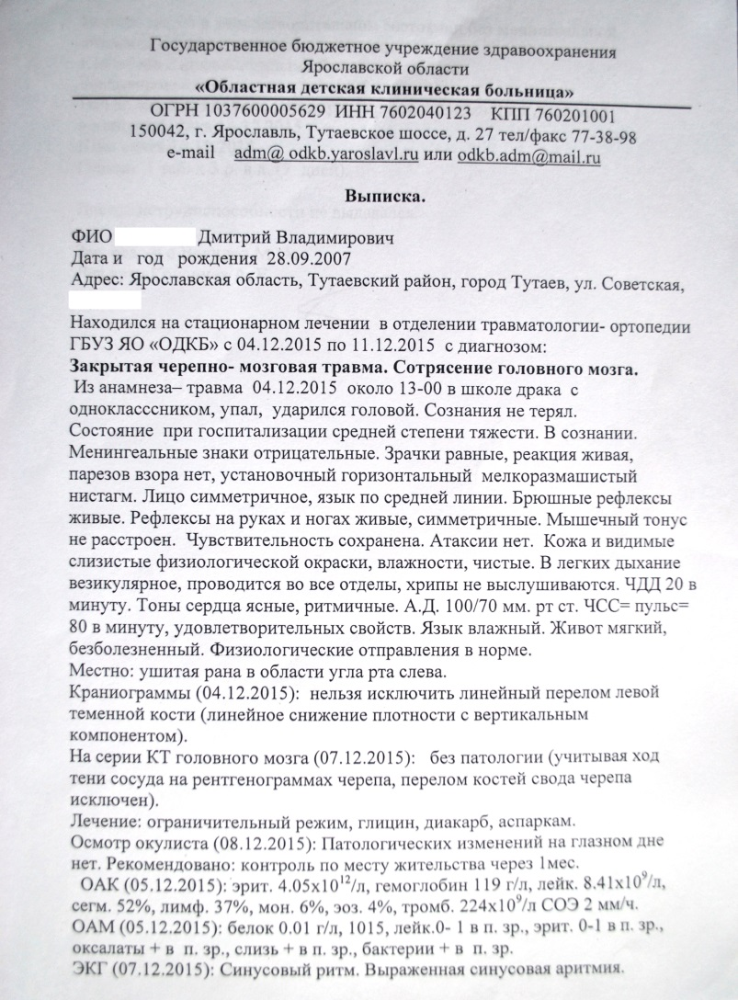 Государственное бюджетное учреждение здравоохранения
Ярославской области
«Областная детская клиническая больница»
ОГРН 1037600005629 ИНН 7602040123 КПП 760201001
150042, г. Ярославль, Тутаевское шоссе, д. 27 тел/факс 77-38-98
e-mail adm@ odkb.yaroslavl.ru или odkb.adm@mail.ru
Выписка.
ФИО Дмитрий Владимирович
Дата и год рождения 28.09.2007
Адрес: Ярославская область, Тутаевский район, город Тутаев, ул. Советская,
Находился на стационарном лечении в отделении травматологии- ортопедии
ГБУЗ ЯО «ОДКБ» с 04.12.2015 по 11.12.2015 с диагнозом:
Закрытая черепно- мозговая травма. Сотрясение головного мозга.
Из анамнеза– травма 04.12.2015 около 13-00 в школе драка с
одноклассcником, упал, ударился головой. Сознания не терял.
Состояние при госпитализации средней степени тяжести. В сознании.
Менингеальные знаки отрицательные. Зрачки равные, реакция живая,
парезов взора нет, установочный горизонтальный мелкоразмашистый
нистагм. Лицо симметричное, язык по средней линии. Брюшные рефлексы
живые. Рефлексы на руках и ногах живые, симметричные. Мышечный тонус
не расстроен. Чувствительность сохранена. Атаксии нет. Кожа и видимые
слизистые физиологической окраски, влажности, чистые. В легких дыхание
везикулярное, проводится во все отделы, хрипы не выслушиваются. ЧДД 20 в
минуту. Тоны сердца ясные, ритмичные. А.Д. 100/70 мм. рт ст. ЧСС= пульс=
80 в минуту, удовлетворительных свойств. Язык влажный. Живот мягкий,
безболезненный. Физиологические отправления в норме.
Местно: ушитая рана в области угла рта слева.
Краниограммы (04.12.2015): нельзя исключить линейный перелом левой
теменной кости (линейное снижение плотности с вертикальным
компонентом).
На серии КТ головного мозга (07.12.2015): без патологии (учитывая ход
тени сосуда на рентгенограммах черепа, перелом костей свода черепа
исключен).
Лечение: ограничительный режим, глицин, диакарб, аспаркам.
Осмотр окулиста (08.12.2015): Патологических изменений на глазном дне
нет. Рекомендовано: контроль по месту жительства через 1мес.
ОАК (05.12.2015): эрит. 4.05х10¹²/л, гемоглобин 119 г/л, лейк. 8.41х10⁹/л,
сегм. 52%, лимф. 37%, мон. 6%, эоз. 4%, тромб. 224х10⁹/л СОЭ 2 мм/ч.
ОАМ (05.12.2015): белок 0.01 г/л, 1015, лейк.0- 1 в п. зр., эрит. 0-1 в п. зр.,
оксалаты + в п. зр., слизь + в п. зр., бактерии + в п. зр.
ЭКГ (07.12.2015): Синусовый ритм. Выраженная синусовая аритмия.